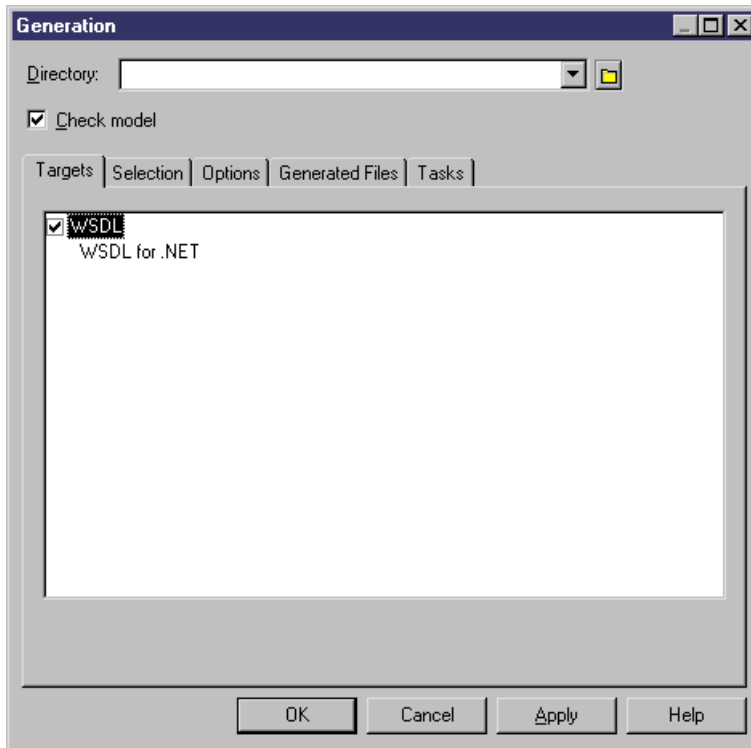 Generation
Directory:
Check model
Targets Selection Options Generated Files Tasks
WSDL
WSDL for .NET
OK Cancel Apply Help